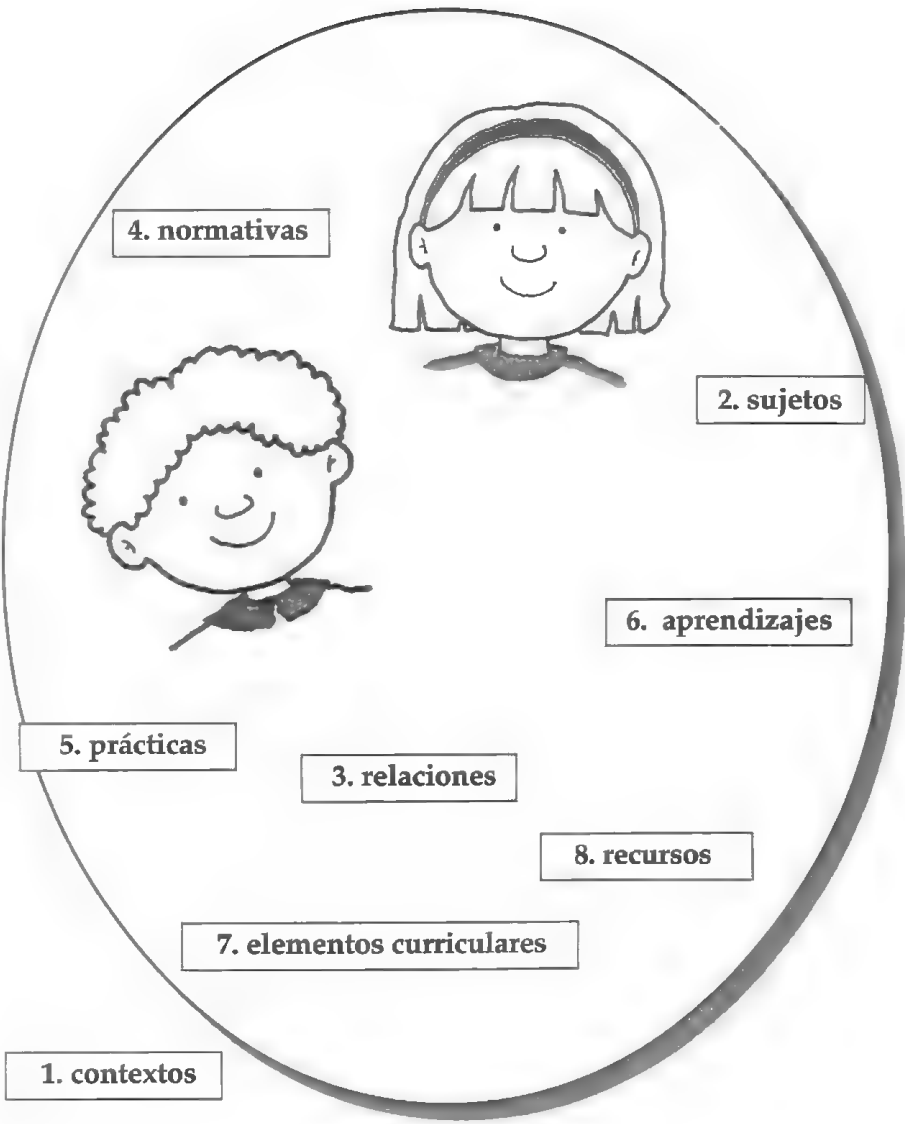 4. normativas
2. sujetos
6. aprendizajes
5. prácticas
3. relaciones
8. recursos
7. elementos curriculares
1. contextos